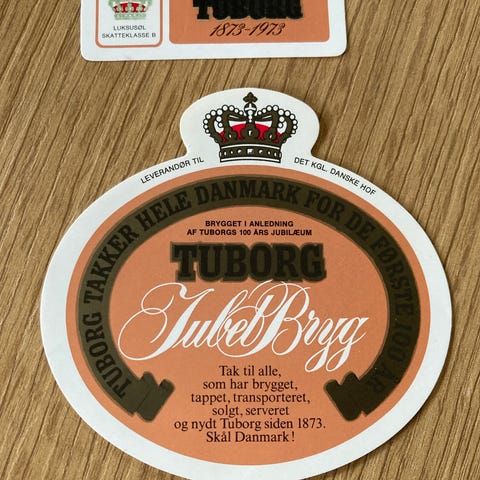 TUBORG
1873-1973
LUKSUSØL
SKATTEKLASSE B
LEVERANDØR TIL DET KGL. DANSKE HOF
TUBORG TAKKER HELE DANMARK FOR DE FØRSTE 100 ÅR
BRYGGET I ANLEDNING
AF TUBORGS 100 ÅRS JUBILÆUM
TUBORG
Jubel Bryg
Tak til alle,
som har brygget,
tappet, transporteret,
solgt, serveret
og nydt Tuborg siden 1873.
Skål Danmark!